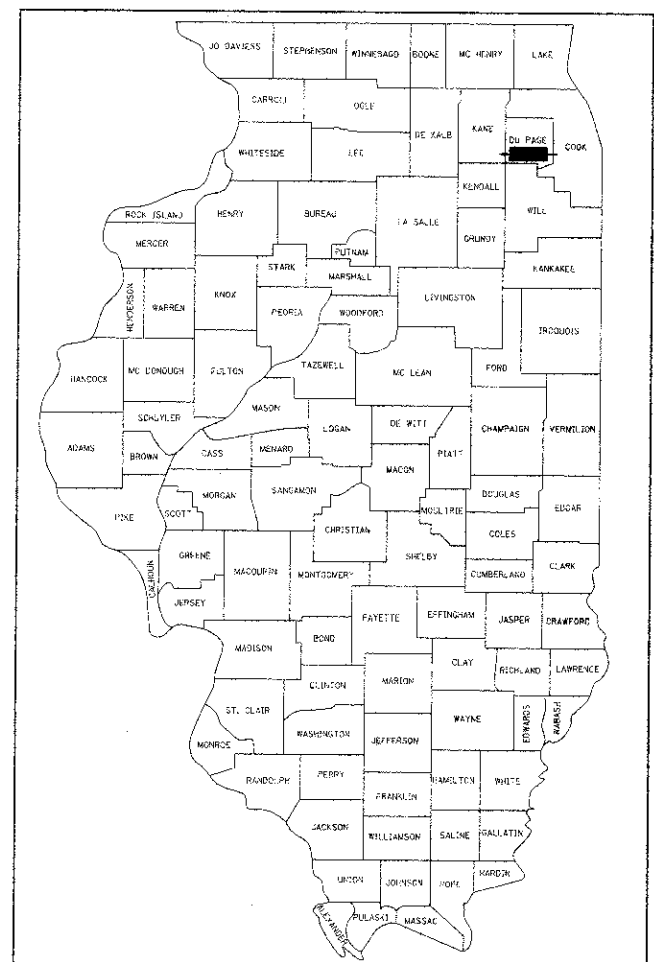 JO DAVIESS STEPHENSON WINNEBAGO BOONE MC HENRY LAKE
CARROLL OGLE KANE
DE KALB DU PAGE COOK
WHITESIDE LEE
KENDALL
ROCK ISLAND HENRY BUREAU LA SALLE WILL
MERCER PUTNAM GRUNDY
STARK MARSHALL KANKAKEE
HENDERSON WARREN KNOX LIVINGSTON
PEORIA WOODFORD IROQUOIS
HANCOCK MC DONOUGH FULTON TAZEWELL MC LEAN FORD
MASON
SCHUYLER LOGAN DE WITT CHAMPAIGN VERMILION
ADAMS BROWN CASS MENARD PIATT
MACON
MORGAN SANGAMON DOUGLAS
PIKE SCOTT CHRISTIAN MOULTRIE COLES EDGAR
GREENE SHELBY
CALHOUN MACOUPIN MONTGOMERY CUMBERLAND CLARK
JERSEY
FAYETTE EFFINGHAM JASPER CRAWFORD
MADISON BOND
CLAY RICHLAND LAWRENCE
CLINTON MARION
ST. CLAIR WAYNE EDWARDS WABASH
MONROE WASHINGTON JEFFERSON
RANDOLPH PERRY HAMILTON WHITE
FRANKLIN
JACKSON WILLIAMSON SALINE GALLATIN
UNION JOHNSON POPE HARDIN
ALEXANDER PULASKI MASSAC